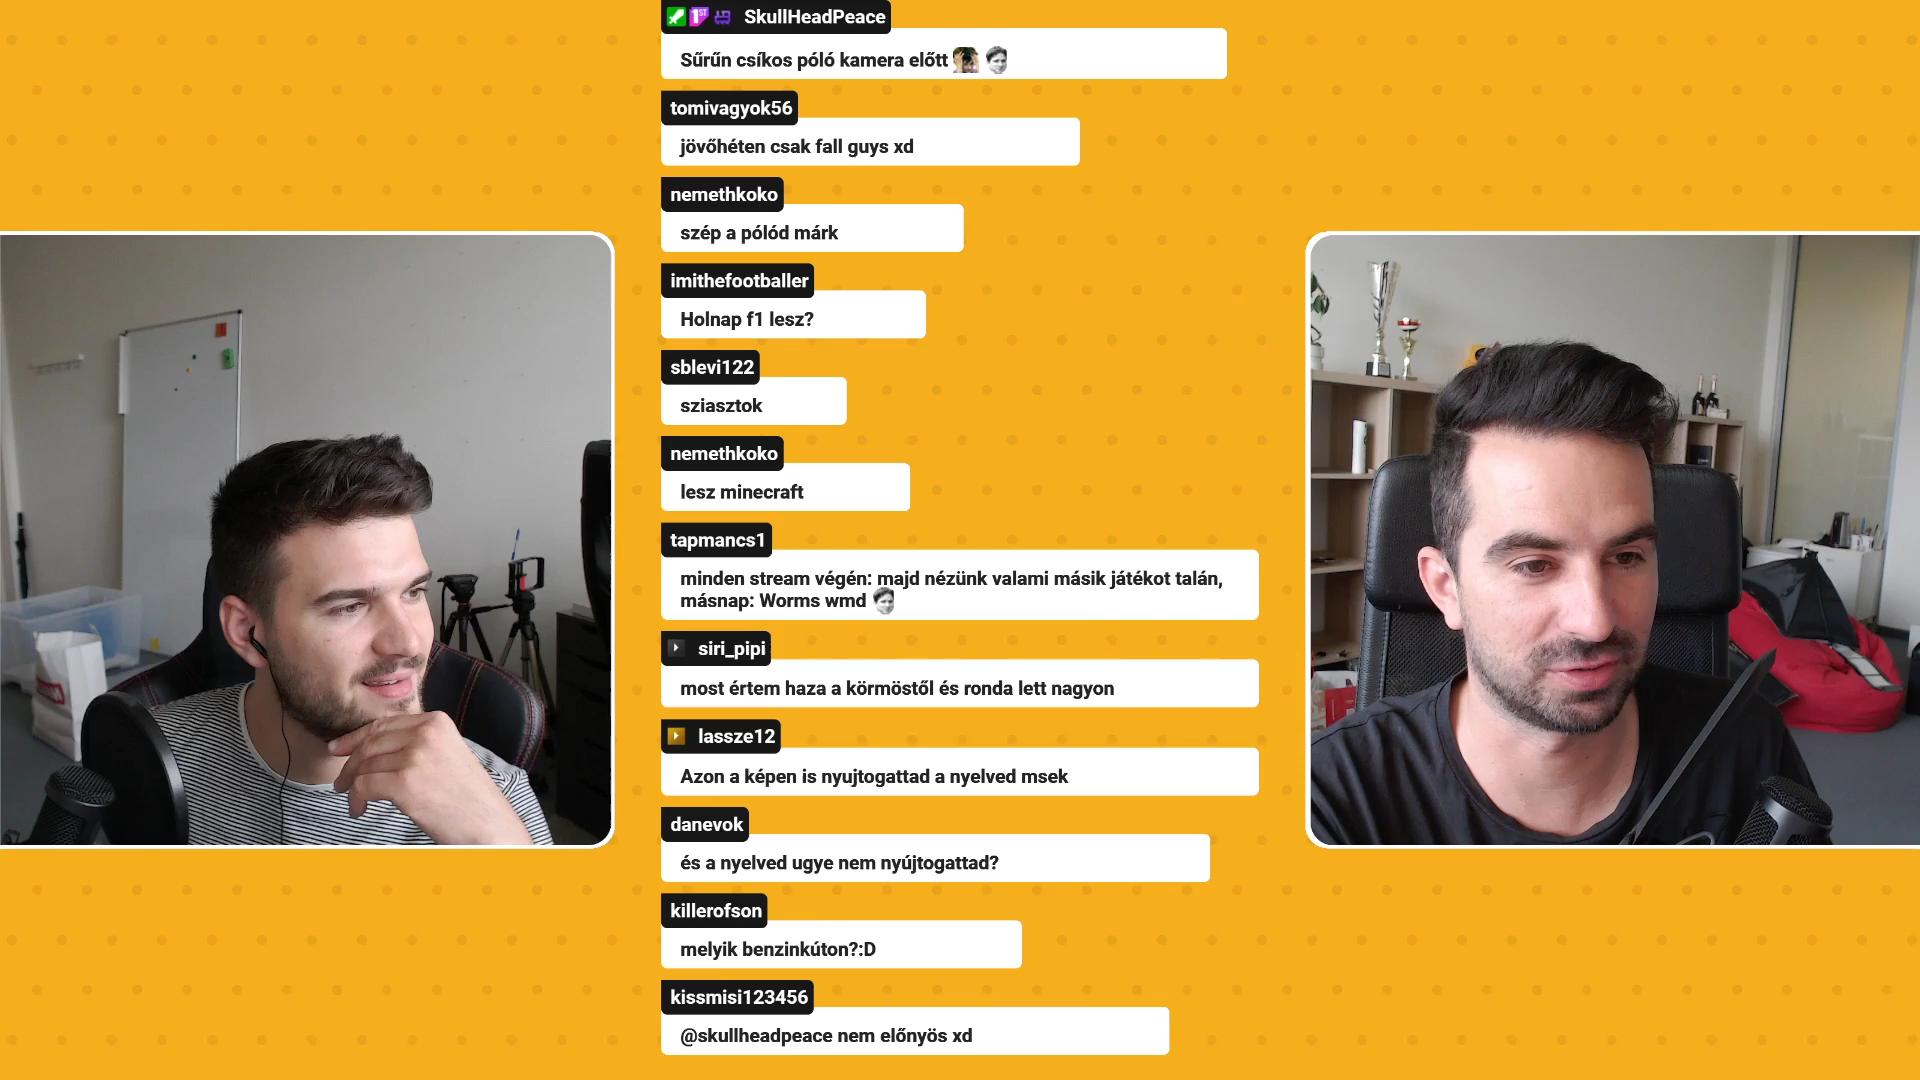 SkullHeadPeace
Sűrűn csíkos póló kamera előtt
tomivagyok56
jövőhéten csak fall guys xd
nemethkoko
szép a pólód márk
imithefootballer
Holnap f1 lesz?
sblevi122
sziasztok
nemethkoko
lesz minecraft
tapmancs1
minden stream végén: majd nézünk valami másik játékot talán,
másnap: Worms wmd
siri_pipi
most értem haza a körmöstől és ronda lett nagyon
lassze12
Azon a képen is nyujtogattad a nyelved msek
danevok
és a nyelved ugye nem nyújtogattad?
killerofson
melyik benzinkúton?:D
kissmisi123456
@skullheadpeace nem előnyös xd